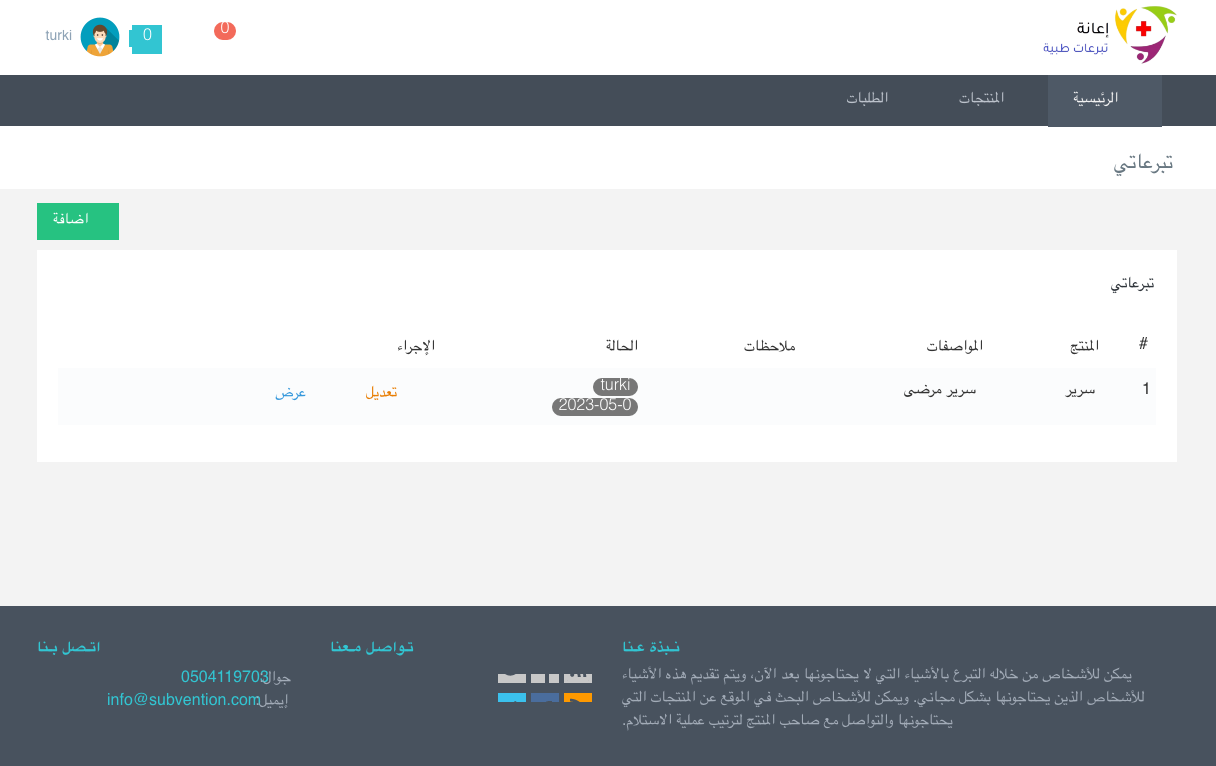 إعانة
تبرعات طبية
0
0
turki
الرئيسية
المنتجات
الطلبات
تبرعاتي
اضافة
تبرعاتي
# المنتج المواصفات ملاحظات الحالة الإجراء
1 سرير سرير مرضى turki تعديل عرض
2023-05-0
نبذة عنا
يمكن للأشخاص من خلاله التبرع بالأشياء التي لا يحتاجونها بعد الآن، ويتم تقديم هذه الأشياء
للأشخاص الذين يحتاجونها بشكل مجاني. ويمكن للأشخاص البحث في الموقع عن المنتجات التي
يحتاجونها والتواصل مع صاحب المنتج لترتيب عملية الاستلام.
تواصل معنا
اتصل بنا
جوال 0504119703
إيميل info@subvention.com